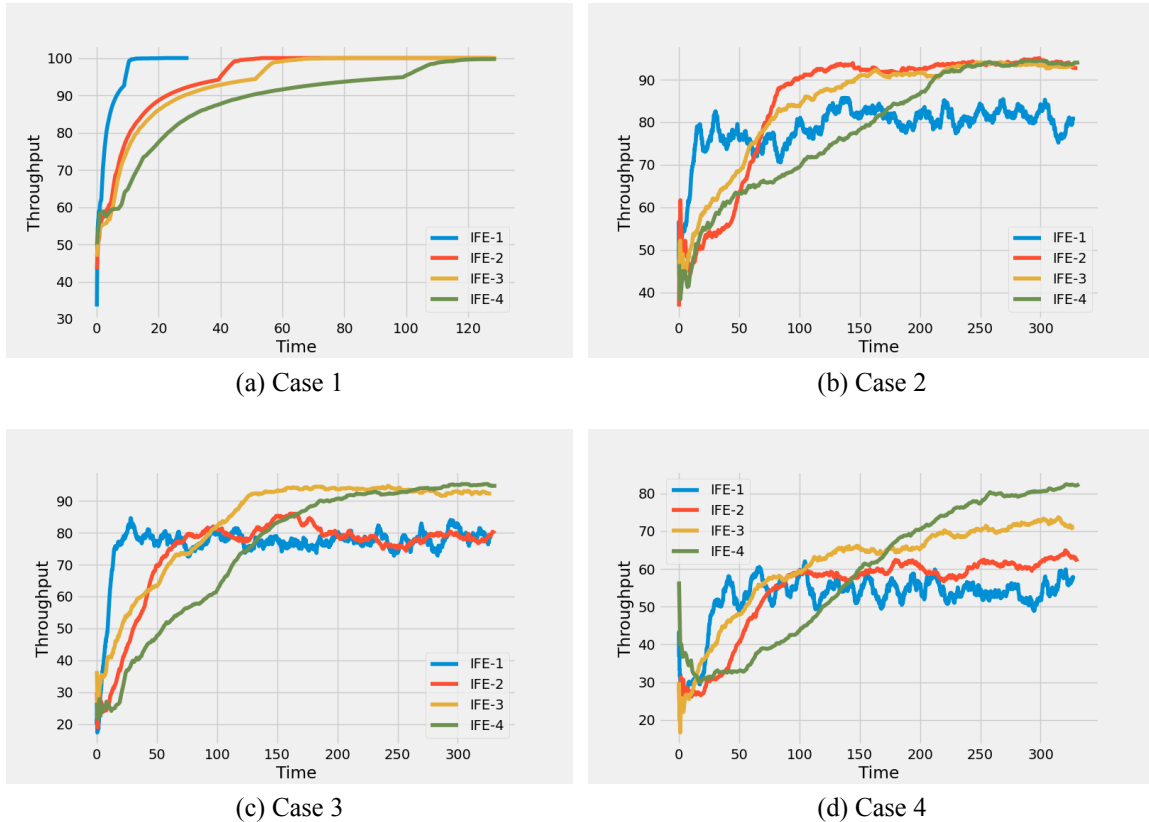 100
90
80
70
60
50
40
30
Throughput
0 20 40 60 80 100 120
Time
IFE-1
IFE-2
IFE-3
IFE-4
(a) Case 1
90
80
70
60
50
40
Throughput
0 50 100 150 200 250 300
Time
IFE-1
IFE-2
IFE-3
IFE-4
(b) Case 2
90
80
70
60
50
40
30
20
Throughput
0 50 100 150 200 250 300
Time
IFE-1
IFE-2
IFE-3
IFE-4
(c) Case 3
80
70
60
50
40
30
20
Throughput
0 50 100 150 200 250 300
Time
IFE-1
IFE-2
IFE-3
IFE-4
(d) Case 4